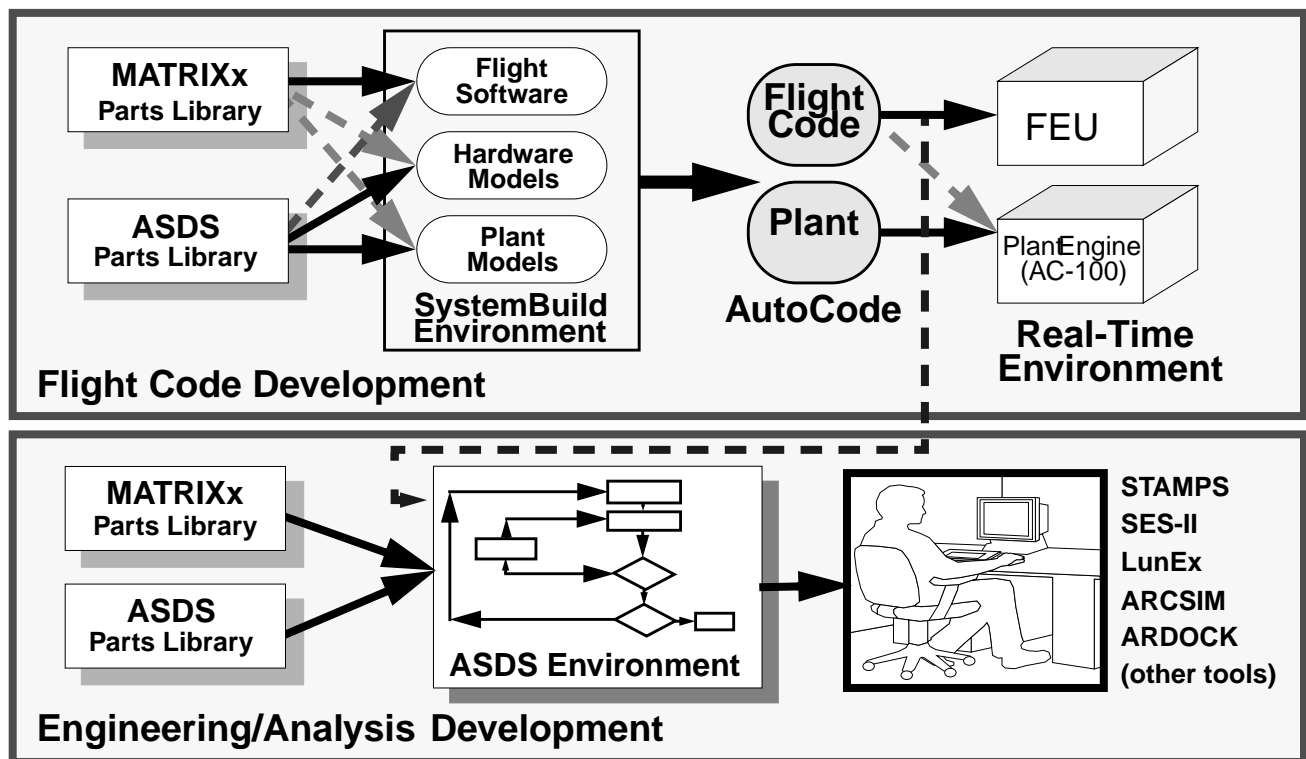 MATRIXx
Parts Library
ASDS
Parts Library
Flight
Software
Hardware
Models
Plant
Models
SystemBuild
Environment
Flight
Code
Plant
AutoCode
FEU
PlantEngine
(AC-100)
Real-Time
Environment
Flight Code Development
MATRIXx
Parts Library
ASDS
Parts Library
ASDS Environment
STAMPS
SES-II
LunEx
ARCSIM
ARDOCK
(other tools)
Engineering/Analysis Development